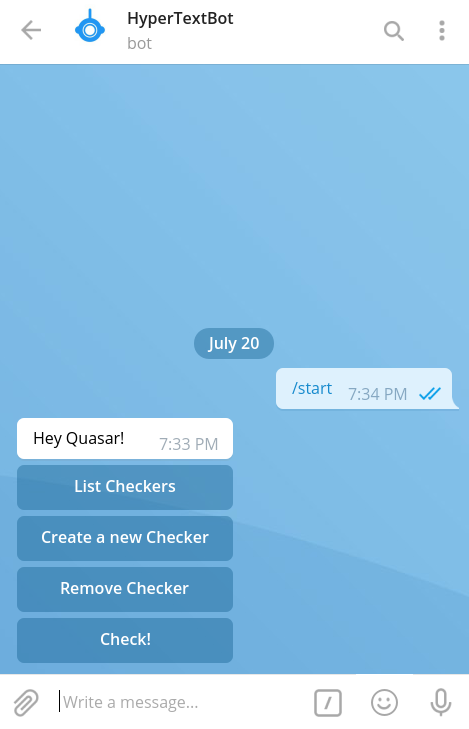 HyperTextBot
bot
July 20
/start 7:34 PM
Hey Quasar! 7:33 PM
List Checkers
Create a new Checker
Remove Checker
Check!
Write a message...
/